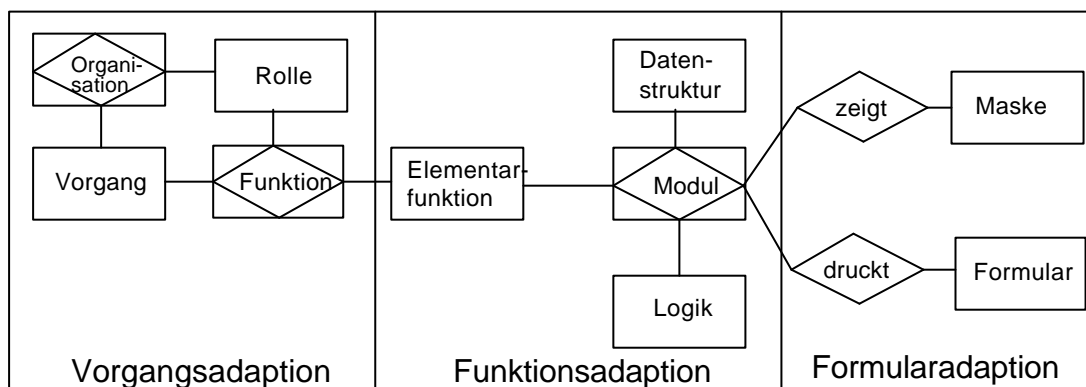 Organi-
sation
Rolle
Vorgang
Funktion
Vorgangsadaption
Daten-
struktur
Elementar-
funktion
Modul
Logik
Funktionsadaption
zeigt
Maske
druckt
Formular
Formularadaption